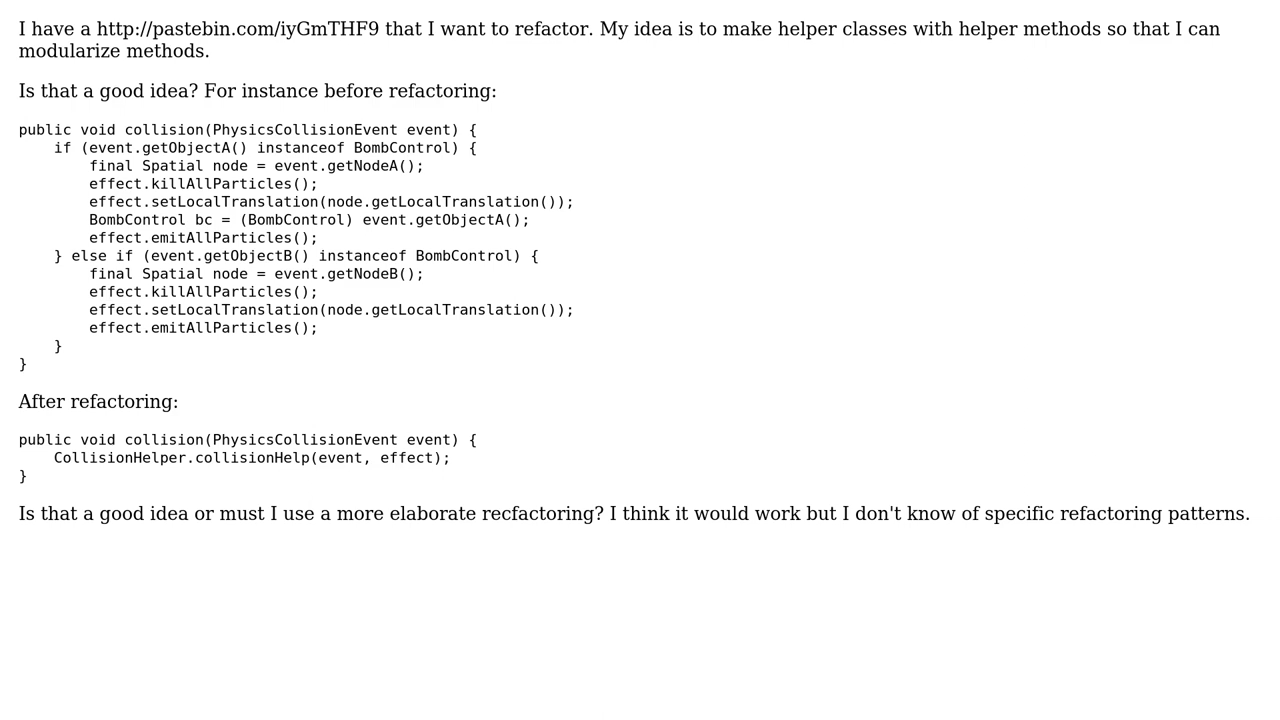 I have a http://pastebin.com/iyGmTHF9 that I want to refactor. My idea is to make helper classes with helper methods so that I can
modularize methods.
Is that a good idea? For instance before refactoring:
public void collision(PhysicsCollisionEvent event) {
    if (event.getObjectA() instanceof BombControl) {
        final Spatial node = event.getNodeA();
        effect.killAllParticles();
        effect.setLocalTranslation(node.getLocalTranslation());
        BombControl bc = (BombControl) event.getObjectA();
        effect.emitAllParticles();
    } else if (event.getObjectB() instanceof BombControl) {
        final Spatial node = event.getNodeB();
        effect.killAllParticles();
        effect.setLocalTranslation(node.getLocalTranslation());
        effect.emitAllParticles();
    }
}
After refactoring:
public void collision(PhysicsCollisionEvent event) {
    CollisionHelper.collisionHelp(event, effect);
}
Is that a good idea or must I use a more elaborate recfactoring? I think it would work but I don't know of specific refactoring patterns.